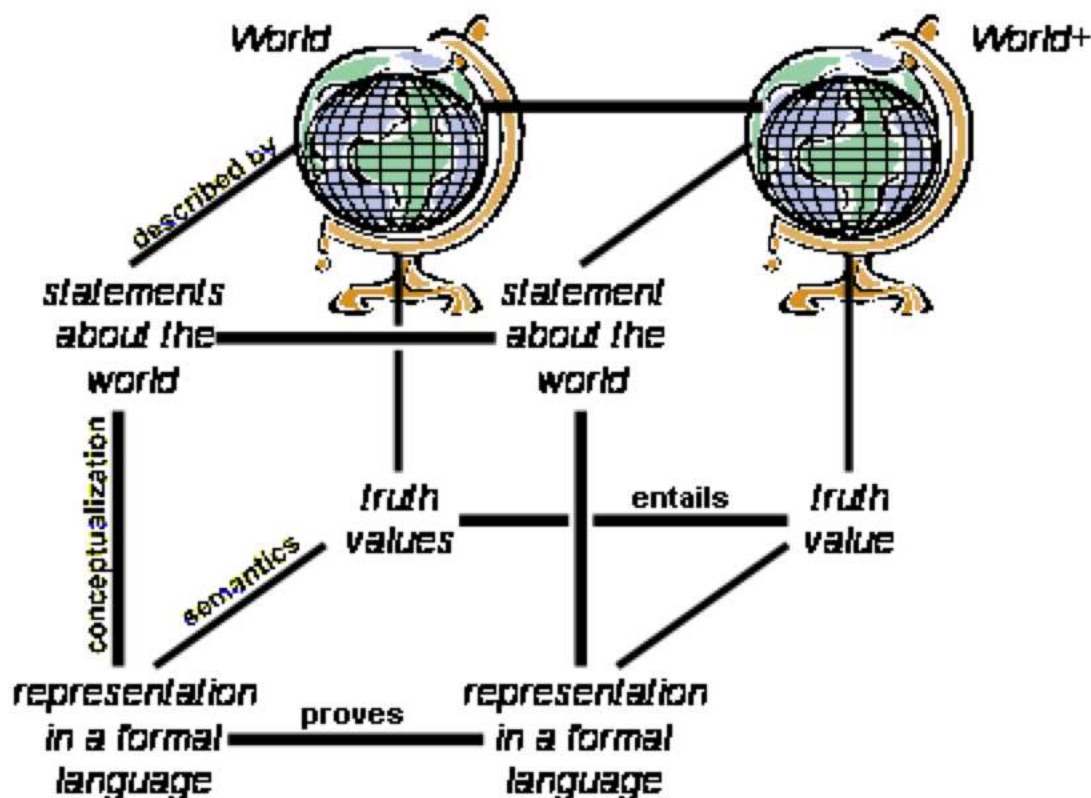 World
World+
described by
statements
about the
world
statement
about the
world
conceptualization
truth
values
entails
truth
value
semantics
representation
in a formal
language
proves
representation
in a formal
language